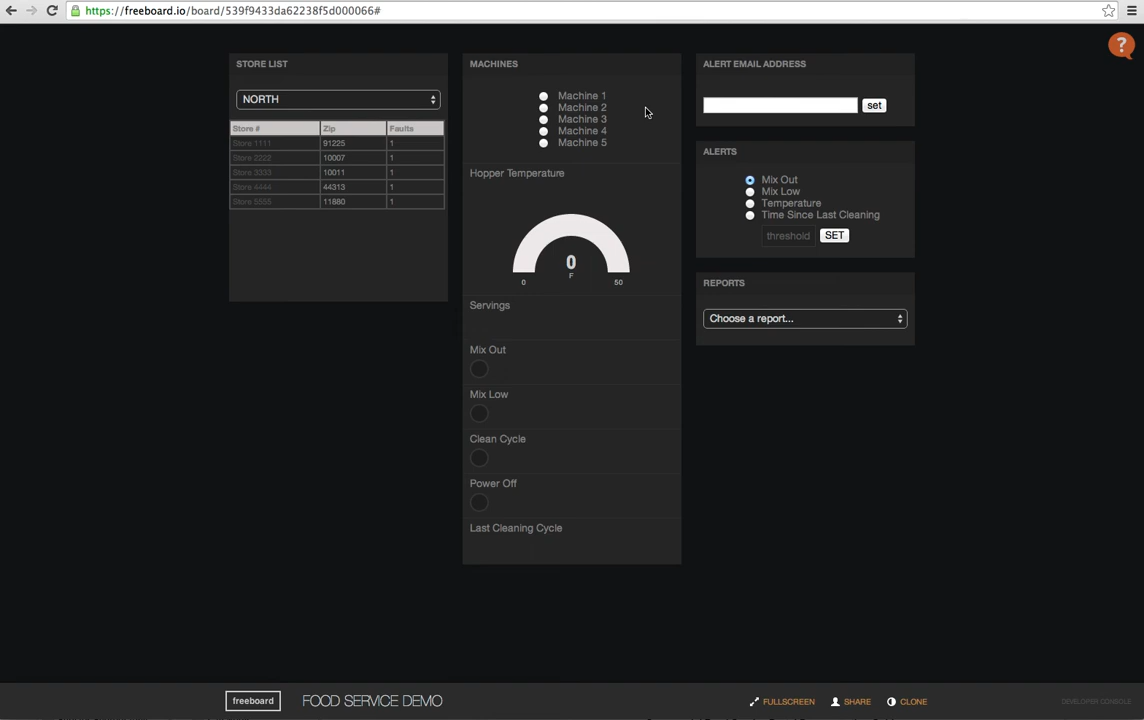 https://freeboard.io/board/539f9433da62238f5d000066#
?
STORE LIST
NORTH
Store # Zip Faults
Store 1111 91225 1
Store 2222 10007 1
Store 3333 10011 1
Store 4444 44313 1
Store 5555 11880 1
MACHINES
Machine 1
Machine 2
Machine 3
Machine 4
Machine 5
Hopper Temperature
0
F
0 50
Servings
Mix Out
Mix Low
Clean Cycle
Power Off
Last Cleaning Cycle
ALERT EMAIL ADDRESS
set
ALERTS
Mix Out
Mix Low
Temperature
Time Since Last Cleaning
threshold SET
REPORTS
Choose a report...
freeboard FOOD SERVICE DEMO FULLSCREEN SHARE CLONE DEVELOPER CONSOLE